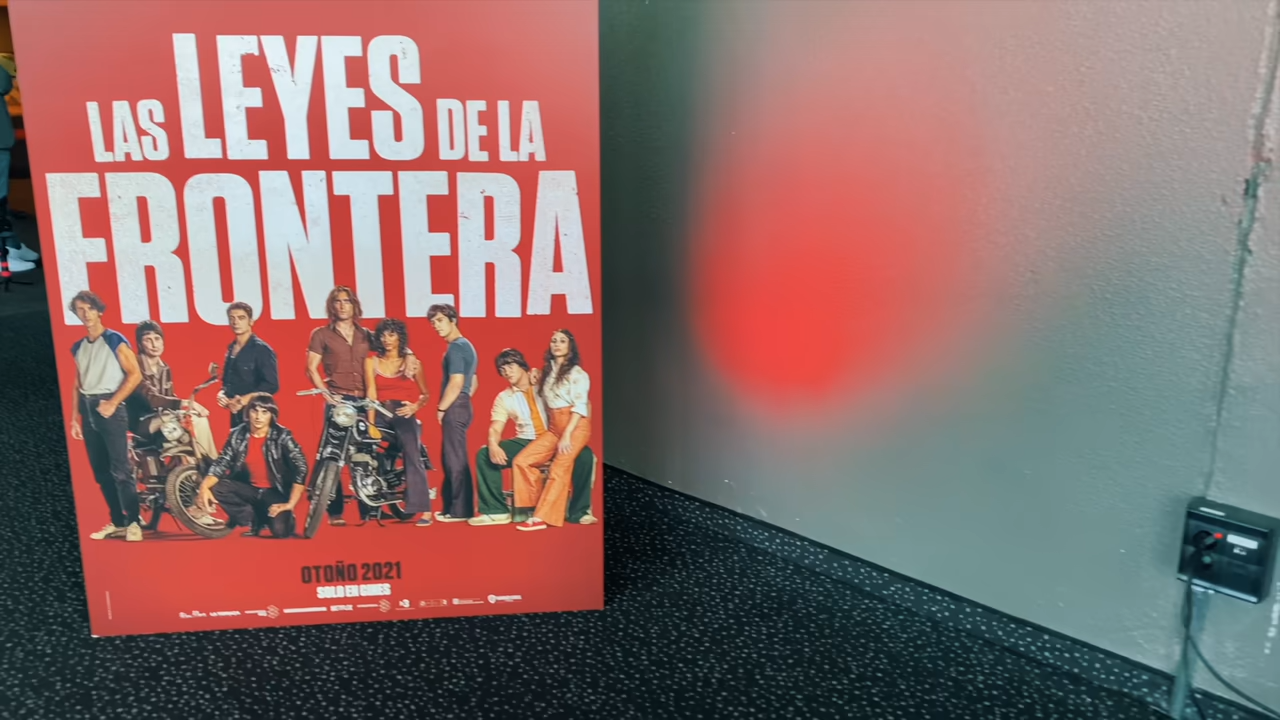 LAS LEYES DE LA
FRONTERA
OTOÑO 2021
SOLO EN CINES
NETFLIX